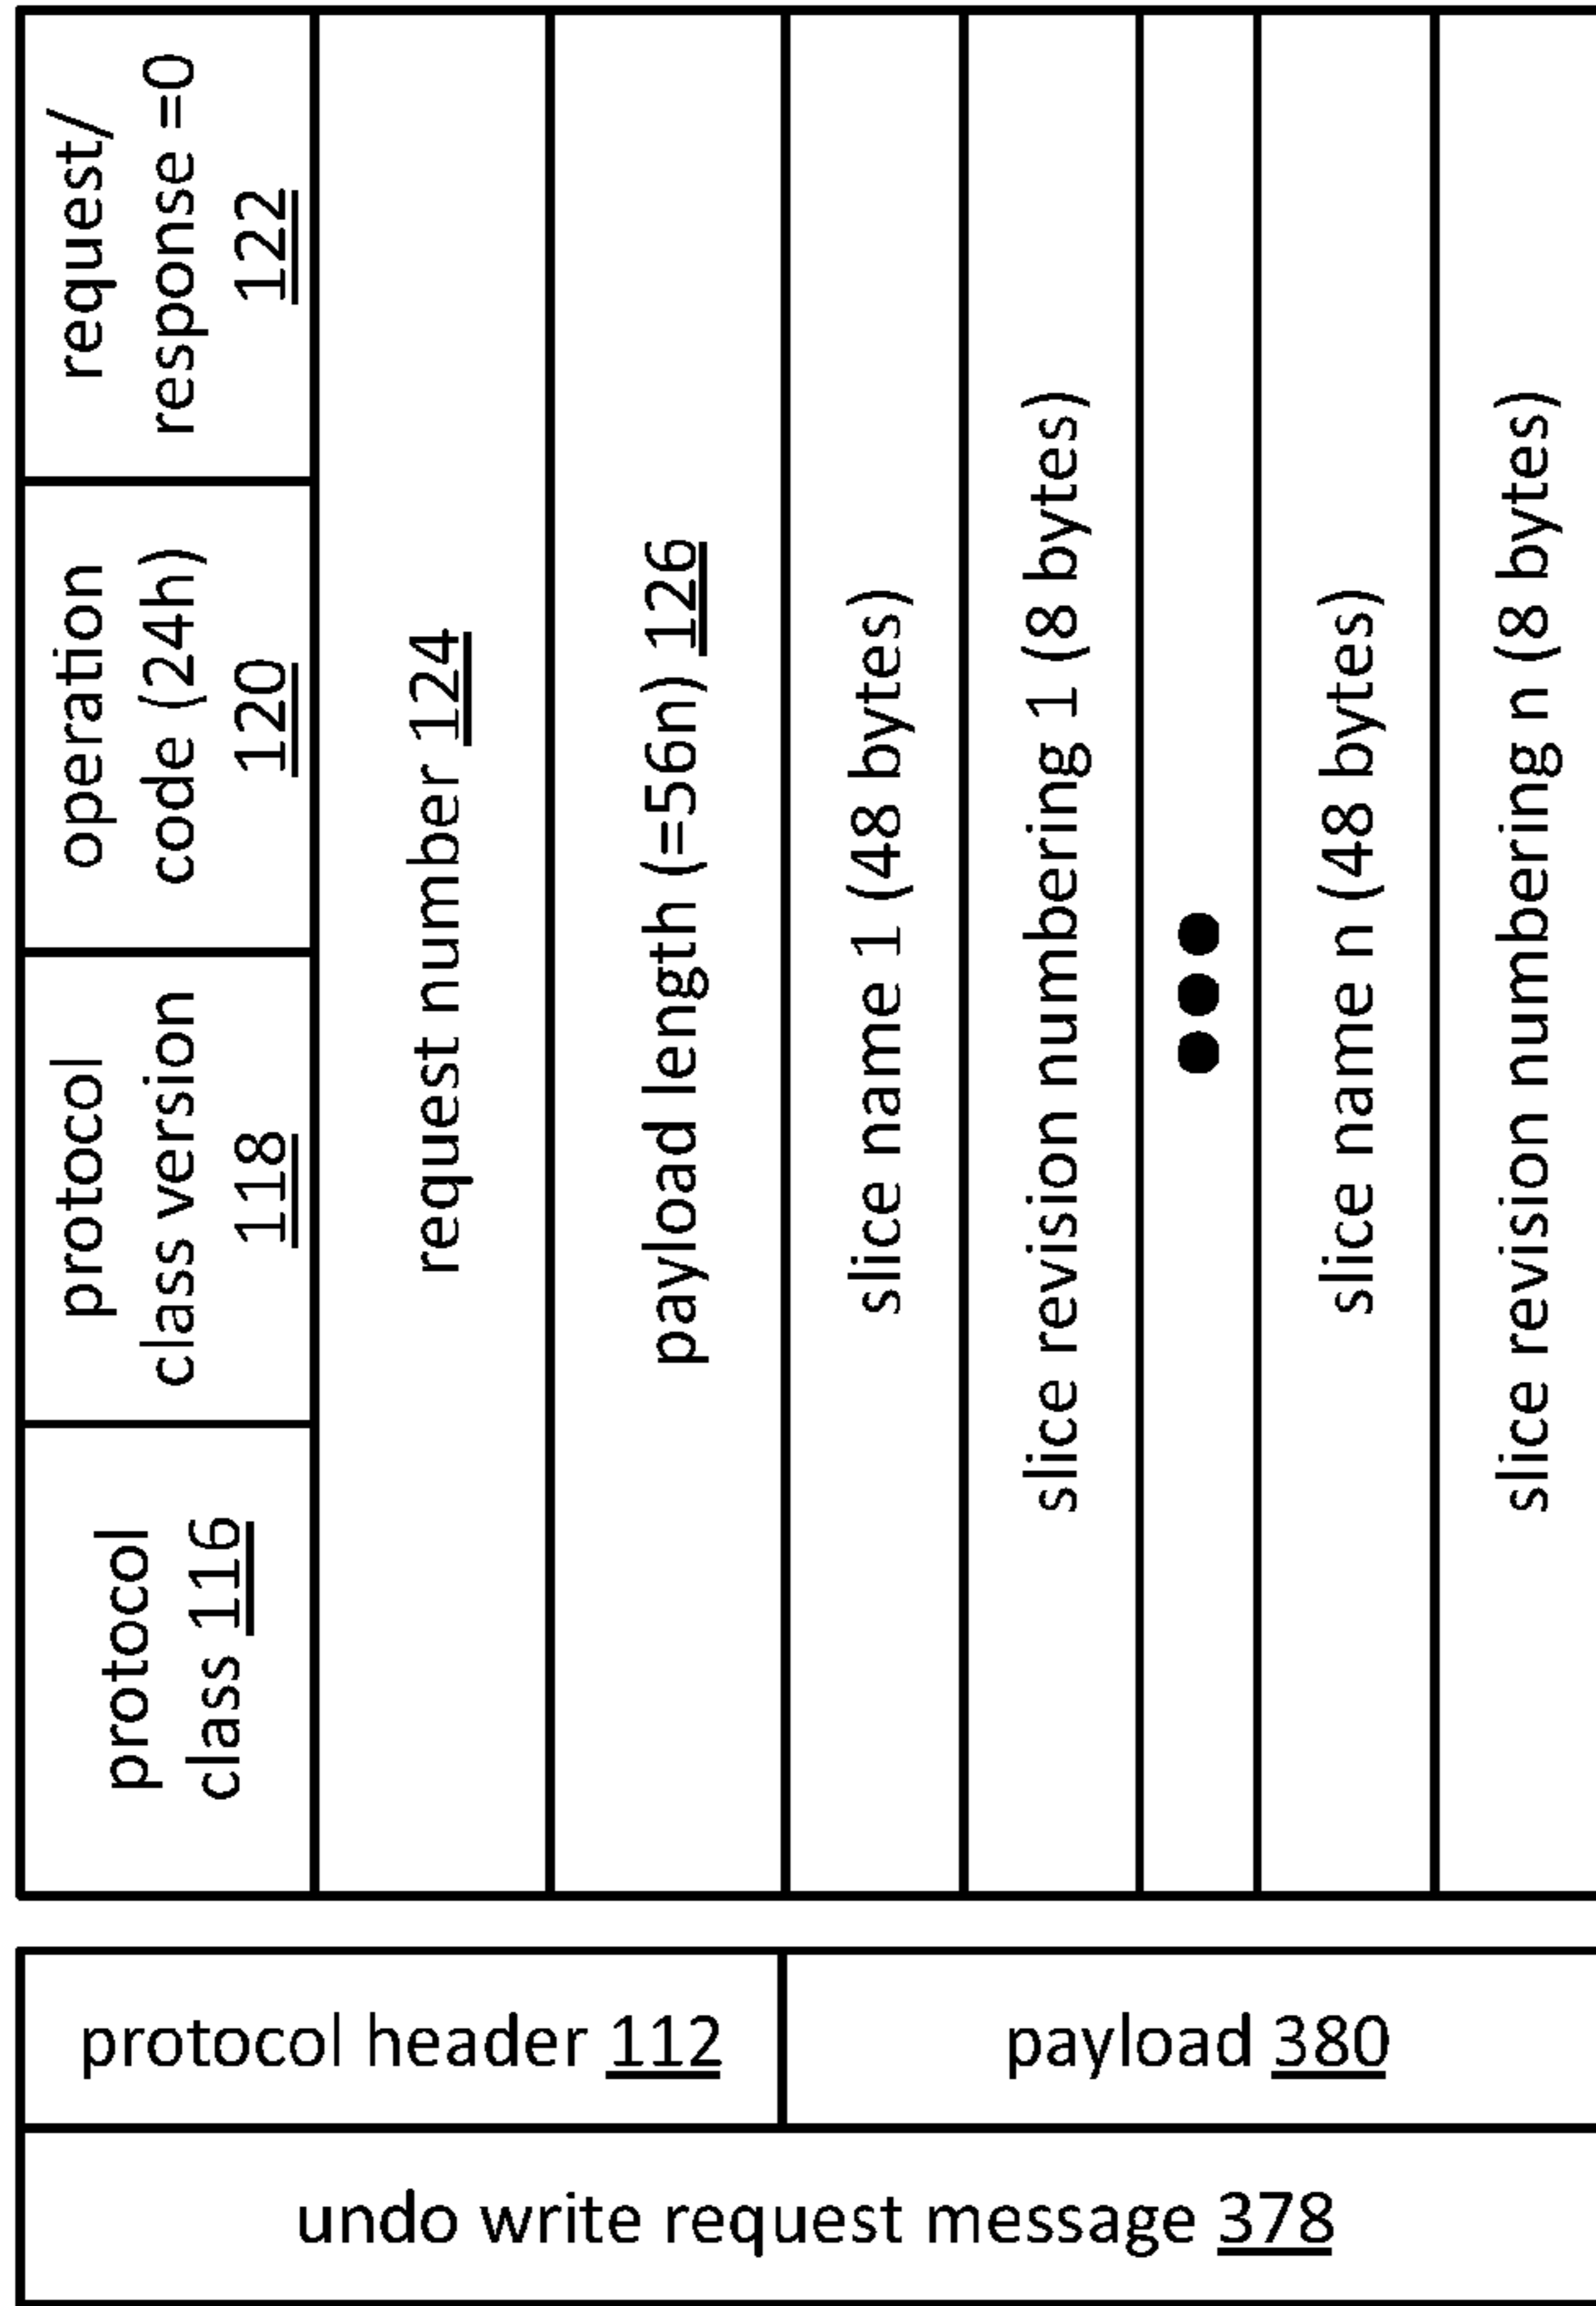 protocol
class 116
protocol
class version
118
operation
code (24h)
120
request/
response =0
122
request number 124
payload length (=56n) 126
slice name 1 (48 bytes)
slice revision numbering 1 (8 bytes)
●●●
slice name n (48 bytes)
slice revision numbering n (8 bytes)
protocol header 112
payload 380
undo write request message 378